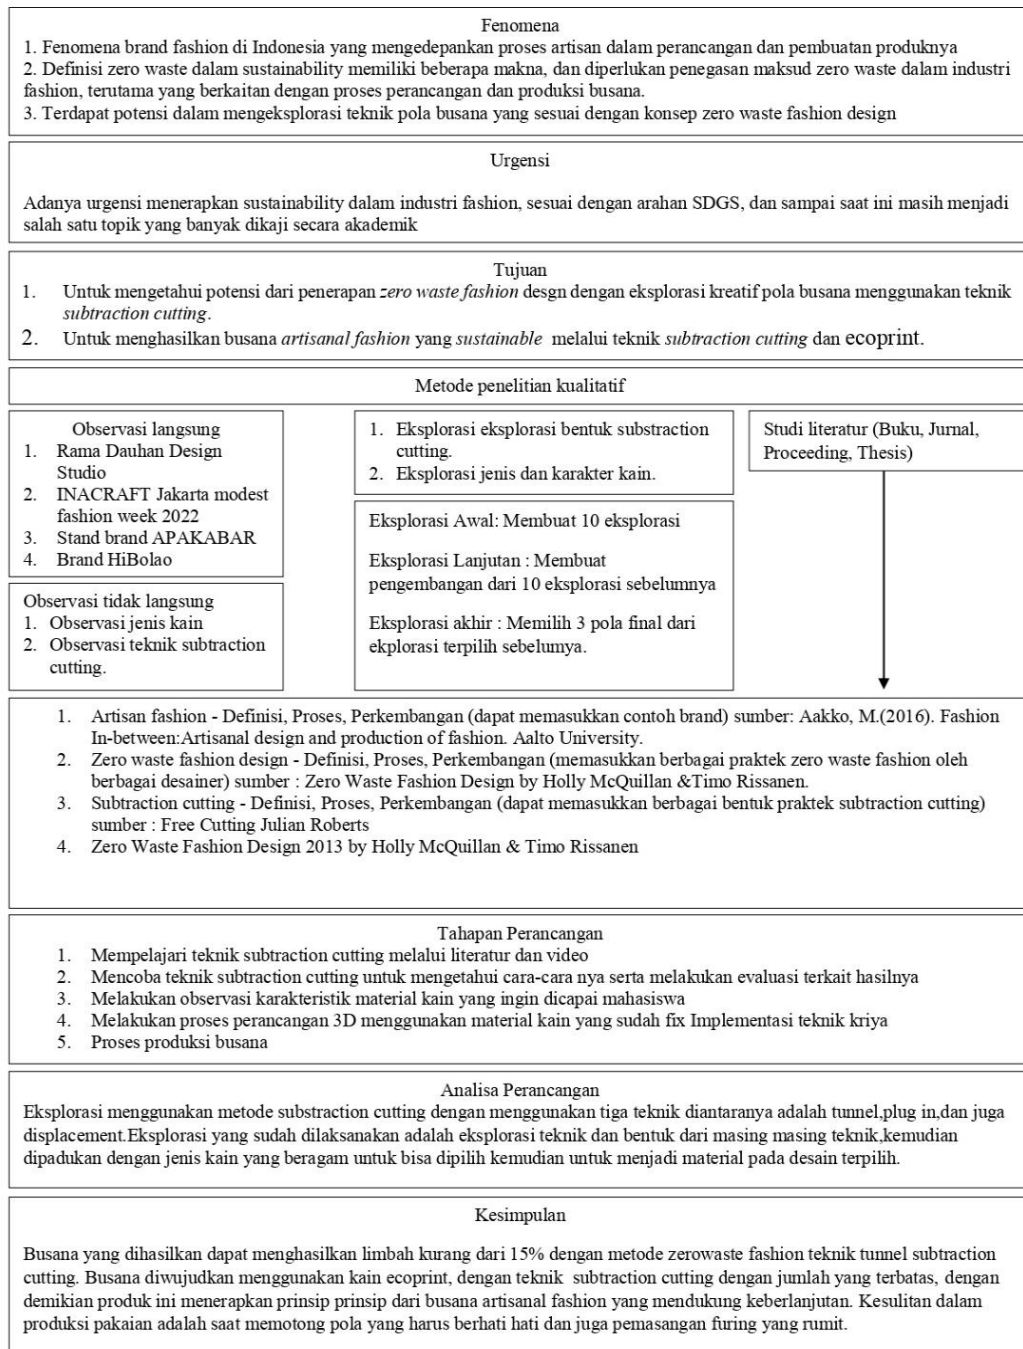 Fenomena
1. Fenomena brand fashion di Indonesia yang mengedepankan proses artisan dalam perancangan dan pembuatan produknya
2. Definisi zero waste dalam sustainability memiliki beberapa makna, dan diperlukan penegasan maksud zero waste dalam industri
fashion, terutama yang berkaitan dengan proses perancangan dan produksi busana.
3. Terdapat potensi dalam mengeksplorasi teknik pola busana yang sesuai dengan konsep zero waste fashion design
Urgensi
Adanya urgensi menerapkan sustainability dalam industri fashion, sesuai dengan arahan SDGS, dan sampai saat ini masih menjadi
salah satu topik yang banyak dikaji secara akademik
Tujuan
1. Untuk mengetahui potensi dari penerapan zero waste fashion desgn dengan eksplorasi kreatif pola busana menggunakan teknik
subtraction cutting.
2. Untuk menghasilkan busana artisanal fashion yang sustainable melalui teknik subtraction cutting dan ecoprint.
Metode penelitian kualitatif
Observasi langsung
1. Rama Dauhan Design
Studio
2. INACRAFT Jakarta modest
fashion week 2022
3. Stand brand APAKABAR
4. Brand HiBolao
Observasi tidak langsung
1. Observasi jenis kain
2. Observasi teknik subtraction
cutting.
1. Eksplorasi eksplorasi bentuk substraction
cutting.
2. Eksplorasi jenis dan karakter kain.
Eksplorasi Awal: Membuat 10 eksplorasi
Eksplorasi Lanjutan : Membuat
pengembangan dari 10 eksplorasi sebelumnya
Eksplorasi akhir : Memilih 3 pola final dari
ekplorasi terpilih sebelumya.
Studi literatur (Buku, Jurnal,
Proceeding, Thesis)
1. Artisan fashion - Definisi, Proses, Perkembangan (dapat memasukkan contoh brand) sumber: Aakko, M.(2016). Fashion
In-between:Artisanal design and production of fashion. Aalto University.
2. Zero waste fashion design - Definisi, Proses, Perkembangan (memasukkan berbagai praktek zero waste fashion oleh
berbagai desainer) sumber : Zero Waste Fashion Design by Holly McQuillan &Timo Rissanen.
3. Subtraction cutting - Definisi, Proses, Perkembangan (dapat memasukkan berbagai bentuk praktek subtraction cutting)
sumber : Free Cutting Julian Roberts
4. Zero Waste Fashion Design 2013 by Holly McQuillan & Timo Rissanen
Tahapan Perancangan
1. Mempelajari teknik subtraction cutting melalui literatur dan video
2. Mencoba teknik subtraction cutting untuk mengetahui cara-cara nya serta melakukan evaluasi terkait hasilnya
3. Melakukan observasi karakteristik material kain yang ingin dicapai mahasiswa
4. Melakukan proses perancangan 3D menggunakan material kain yang sudah fix Implementasi teknik kriya
5. Proses produksi busana
Analisa Perancangan
Eksplorasi menggunakan metode substraction cutting dengan menggunakan tiga teknik diantaranya adalah tunnel,plug in,dan juga
displacement.Eksplorasi yang sudah dilaksanakan adalah eksplorasi teknik dan bentuk dari masing masing teknik,kemudian
dipadukan dengan jenis kain yang beragam untuk bisa dipilih kemudian untuk menjadi material pada desain terpilih.
Kesimpulan
Busana yang dihasilkan dapat menghasilkan limbah kurang dari 15% dengan metode zerowaste fashion teknik tunnel subtraction
cutting. Busana diwujudkan menggunakan kain ecoprint, dengan teknik subtraction cutting dengan jumlah yang terbatas, dengan
demikian produk ini menerapkan prinsip prinsip dari busana artisanal fashion yang mendukung keberlanjutan. Kesulitan dalam
produksi pakaian adalah saat memotong pola yang harus berhati hati dan juga pemasangan furing yang rumit.